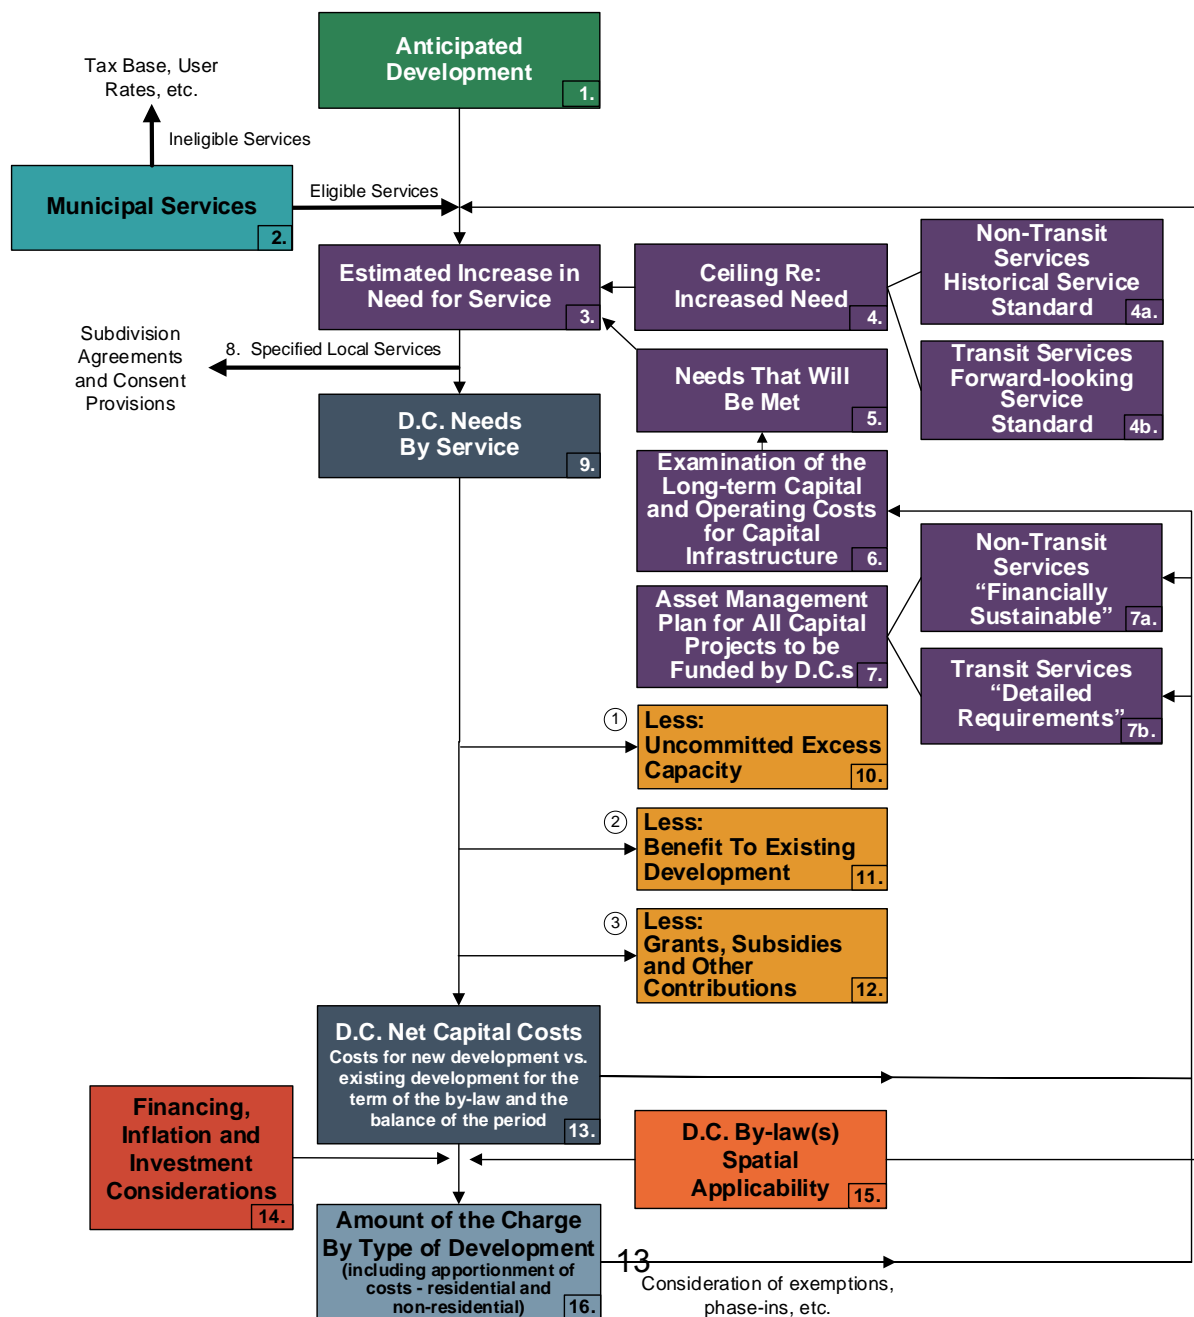 Anticipated
Development
1.
Tax Base, User
Rates, etc.
Ineligible Services
Municipal Services
2.
Eligible Services
Estimated Increase in
Need for Service
3.
Ceiling Re:
Increased Need
4.
Non-Transit
Services
Historical Service
Standard
4a.
Transit Services
Forward-looking
Service
Standard
4b.
Subdivision
Agreements
and Consent
Provisions
8. Specified Local Services
Needs That Will
Be Met
5.
D.C. Needs
By Service
9.
Examination of the
Long-term Capital
and Operating Costs
for Capital
Infrastructure
6.
Asset Management
Plan for All Capital
Projects to be
Funded by D.C.s
7.
Non-Transit
Services
“Financially
Sustainable”
7a.
Transit Services
“Detailed
Requirements”
7b.
1
Less:
Uncommitted Excess
Capacity
10.
2
Less:
Benefit To Existing
Development
11.
3
Less:
Grants, Subsidies
and Other
Contributions
12.
D.C. Net Capital Costs
Costs for new development vs.
existing development for the
term of the by-law and the
balance of the period
13.
Financing,
Inflation and
Investment
Considerations
14.
D.C. By-law(s)
Spatial
Applicability
15.
Amount of the Charge
By Type of Development
(including apportionment of
costs - residential and
non-residential)
16.
13
Consideration of exemptions,
phase-ins, etc.